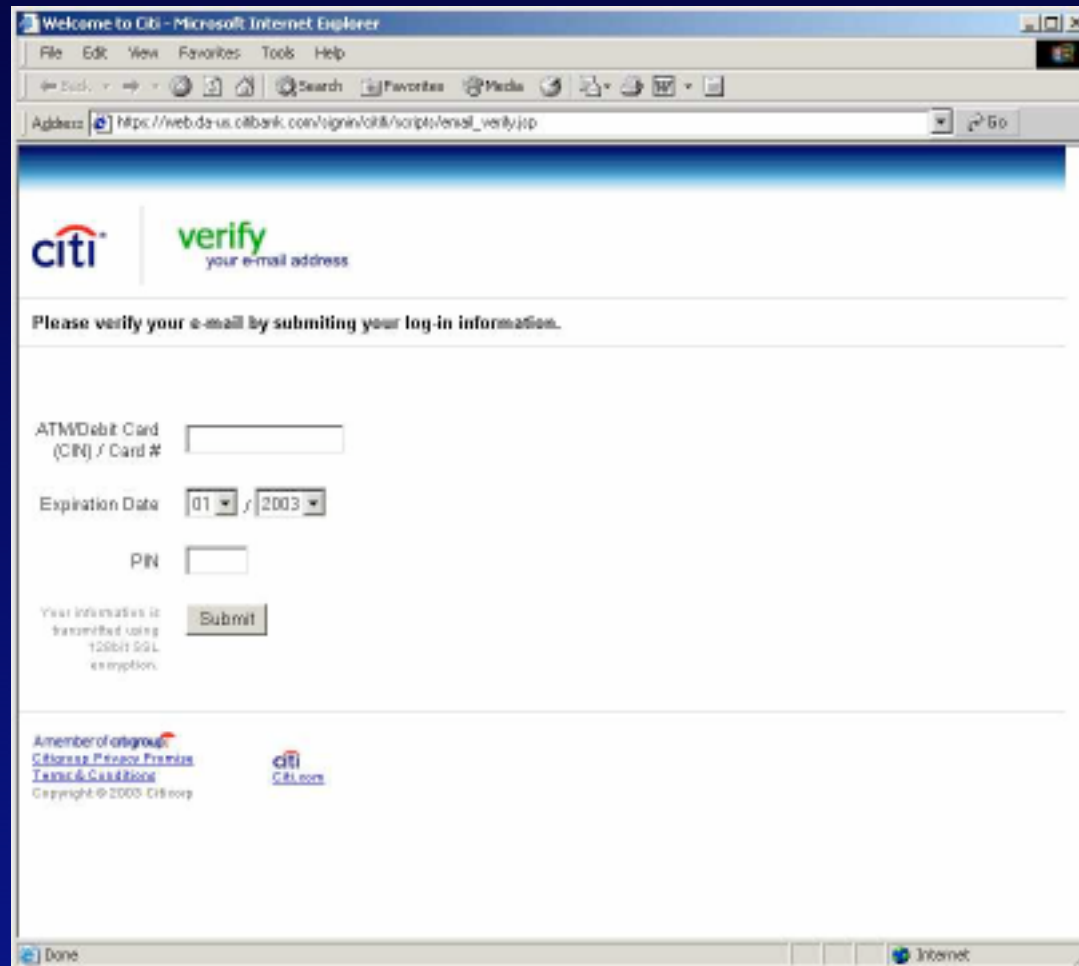 Welcome to Citi - Microsoft Internet Explorer
File Edit View Favorites Tools Help
Back Search Favorites Media
Address https://web.da-us.citibank.com/signin/citifi/scripts/email_verify.jsp Go
citi
verify
your e-mail address
Please verify your e-mail by submiting your log-in information.
ATM/Debit Card
(CIN) / Card #
Expiration Date 01 / 2003
PIN
Your information is
transmitted using
128bit SSL
encryption.
Submit
A member of citigroup
Citigroup Privacy Promise
Terms & Conditions
Copyright © 2003 Citicorp
citi
Citi.com
Done Internet